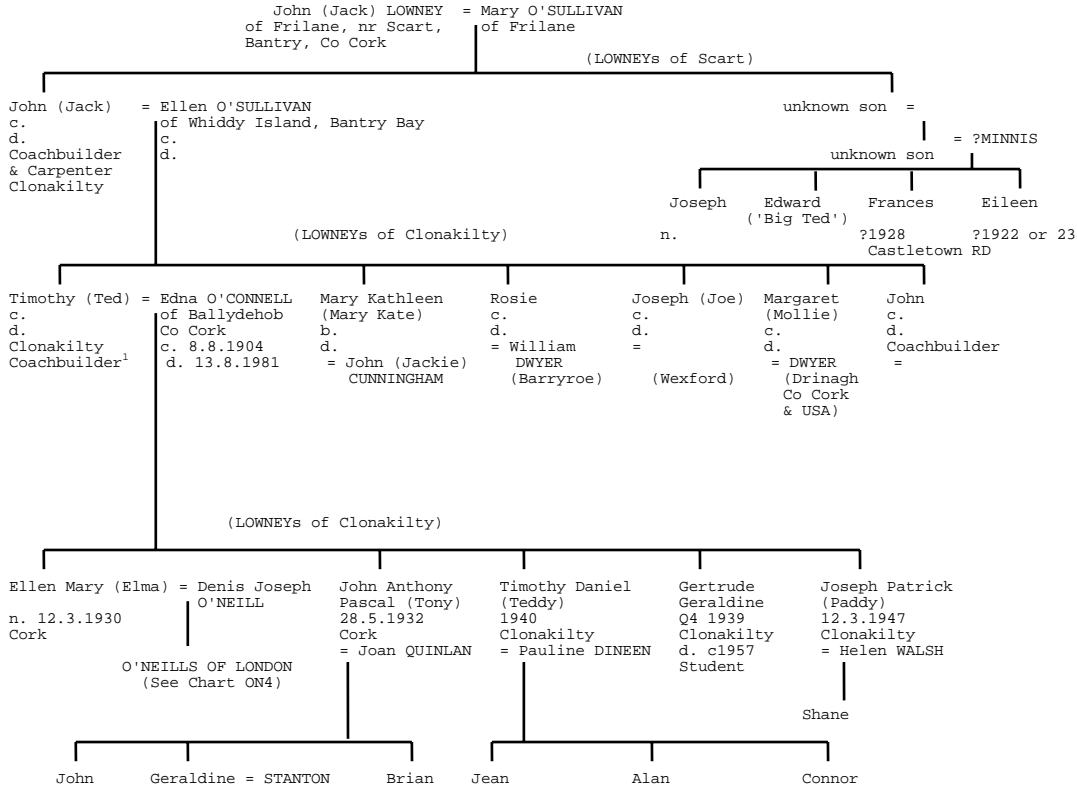 John (Jack) LOWNEY = Mary O'SULLIVAN
of Frilane, nr Scart, of Frilane
Bantry, Co Cork
(LOWNEYs of Scart)
John (Jack) = Ellen O'SULLIVAN
c. of Whiddy Island, Bantry Bay
d. c.
Coachbuilder d.
& Carpenter
Clonakilty
unknown son =
= ?MINNIS
unknown son
Joseph Edward Frances Eileen
('Big Ted')
n. ?1928 ?1922 or 23
Castletown RD
(LOWNEYs of Clonakilty)
Timothy (Ted) = Edna O'CONNELL
c. of Ballydehob
d. Co Cork
Clonakilty c. 8.8.1904
Coachbuilder1 d. 13.8.1981
Mary Kathleen
(Mary Kate)
b.
d.
= John (Jackie)
CUNNINGHAM
Rosie
c.
d.
= William
DWYER
(Barryroe)
Joseph (Joe)
c.
d.
=
(Wexford)
Margaret
(Mollie)
c.
d.
= DWYER
(Drinagh
Co Cork
& USA)
John
c.
d.
Coachbuilder
=
(LOWNEYs of Clonakilty)
Ellen Mary (Elma) = Denis Joseph
O'NEILL
n. 12.3.1930
Cork
O'NEILLS OF LONDON
(See Chart ON4)
John Anthony
Pascal (Tony)
28.5.1932
Cork
= Joan QUINLAN
Timothy Daniel
(Teddy)
1940
Clonakilty
= Pauline DINEEN
Gertrude
Geraldine
Q4 1939
Clonakilty
d. c1957
Student
Joseph Patrick
(Paddy)
12.3.1947
Clonakilty
= Helen WALSH
Shane
John Geraldine = STANTON Brian Jean Alan Connor